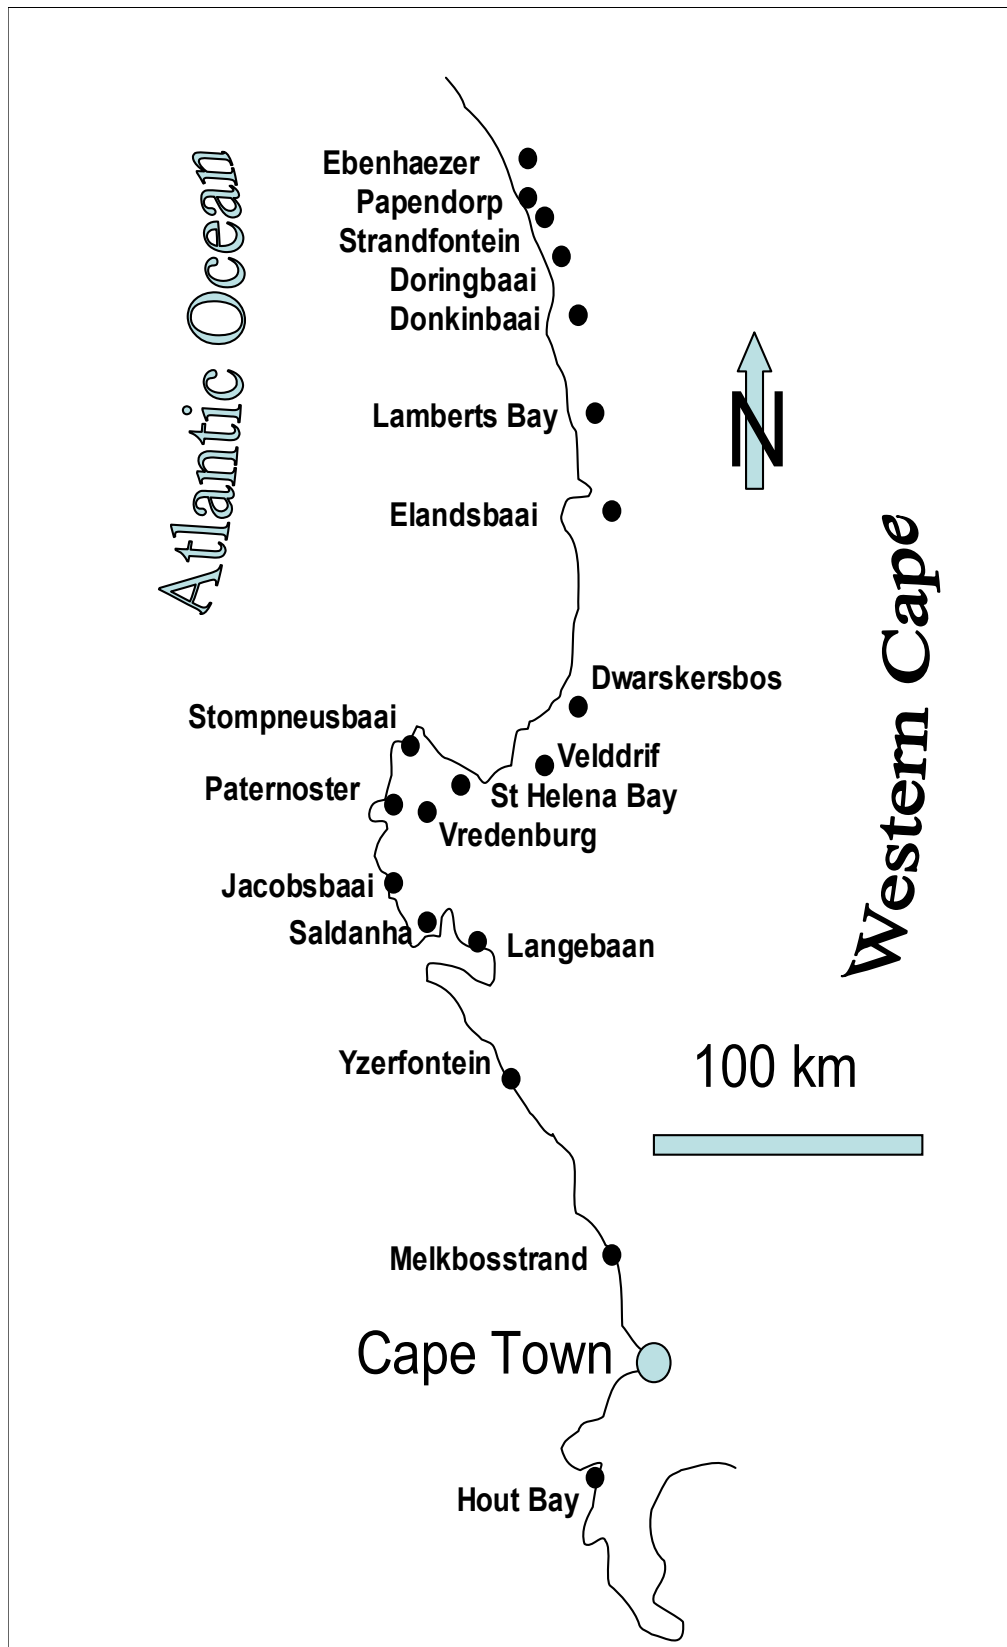 Ebenhaezer
Papendorp
Strandfontein
Doringbaai
Donkinbaai
Atlantic Ocean
N
Lamberts Bay
Elandsbaai
Western Cape
Dwarskersbos
Stompneusbaai
Velddrif
Paternoster
St Helena Bay
Vredenburg
Jacobsbaai
Saldanha
Langebaan
Yzerfontein
100 km
Melkbosstrand
Cape Town
Hout Bay